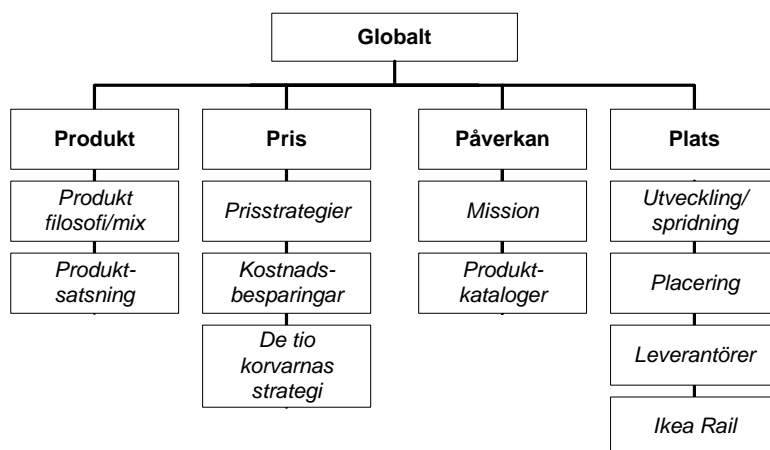 Globalt
Produkt
Pris
Påverkan
Plats
Produkt
filosofi/mix
Prisstrategier
Mission
Utveckling/
spridning
Produkt-
satsning
Kostnads-
besparingar
Produkt-
kataloger
Placering
De tio
korvarnas
strategi
Leverantörer
Ikea Rail